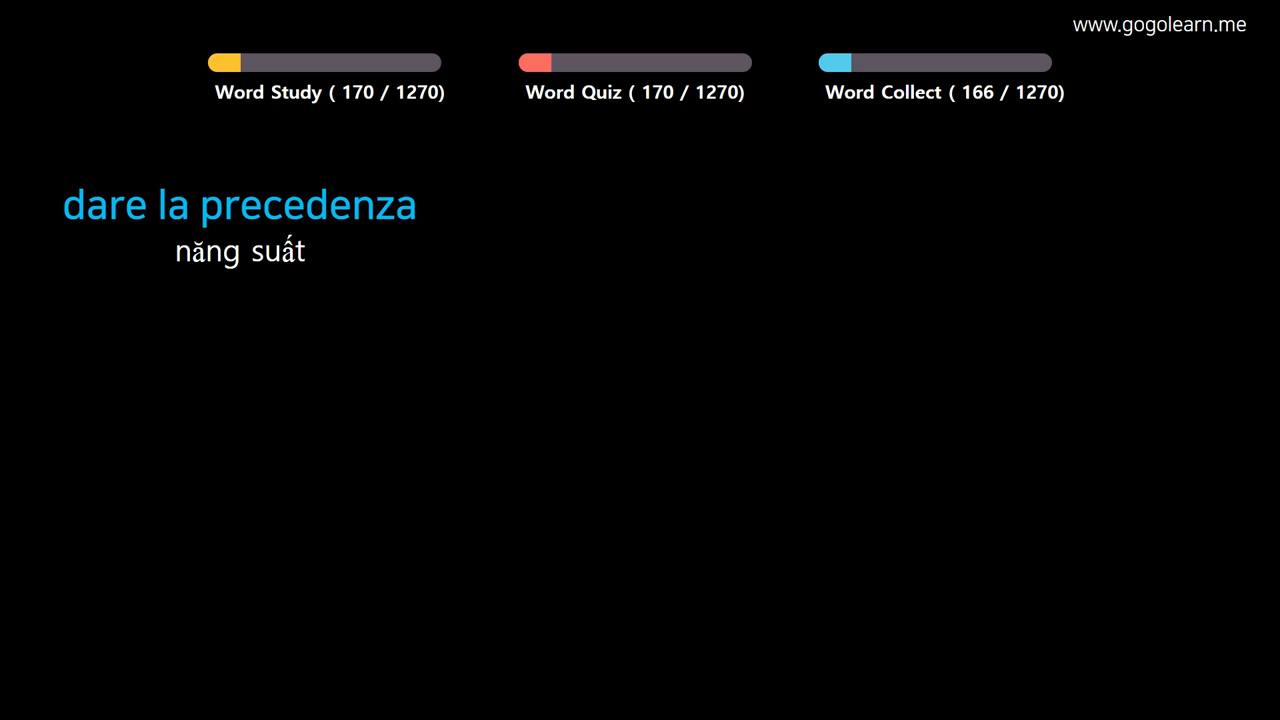 www.gogolearn.me
Word Study ( 170 / 1270)
Word Quiz ( 170 / 1270)
Word Collect ( 166 / 1270)
dare la precedenza
năng suất